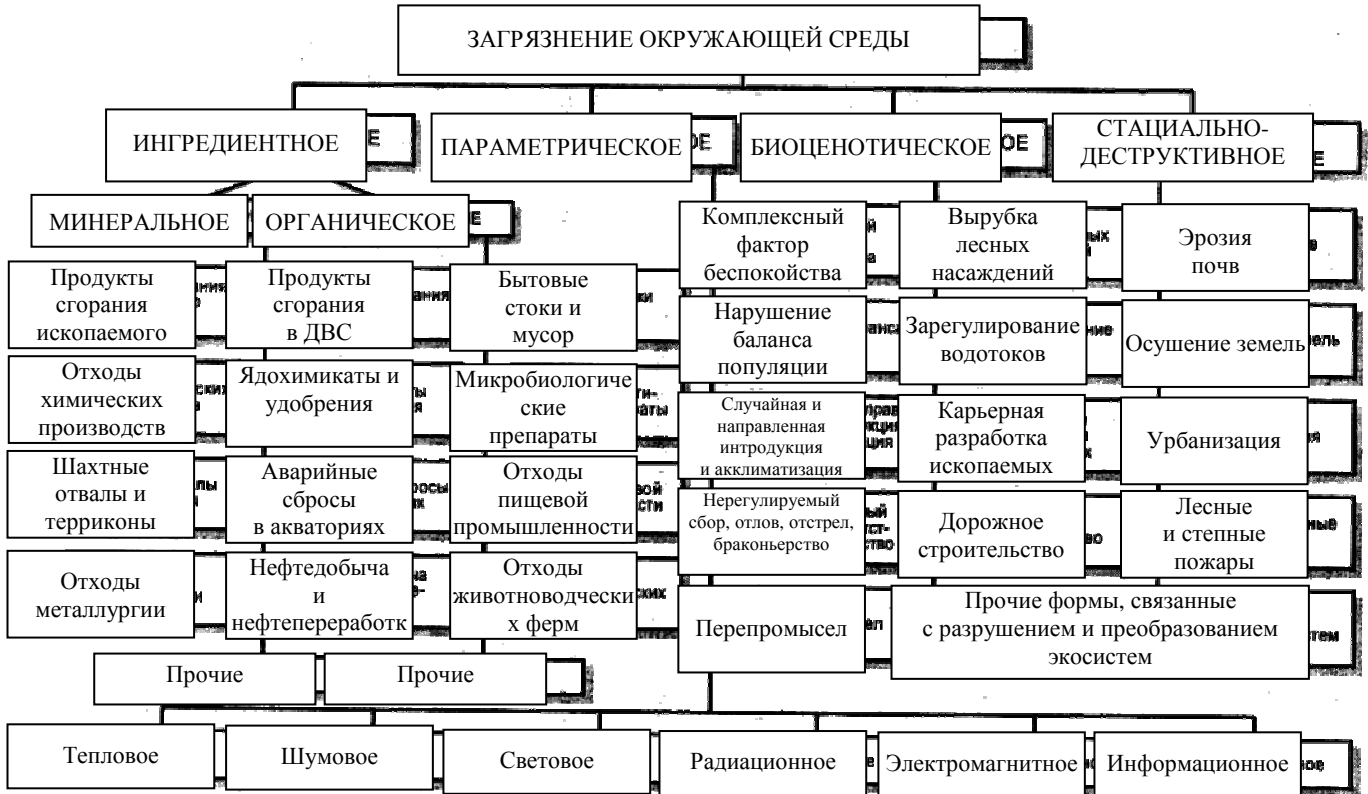 ЗАГРЯЗНЕНИЕ ОКРУЖАЮЩЕЙ СРЕДЫ
ИНГРЕДИЕНТНОЕ
ПАРАМЕТРИЧЕСКОЕ
БИОЦЕНОТИЧЕСКОЕ
СТАЦИАЛЬНО-
ДЕСТРУКТИВНОЕ
МИНЕРАЛЬНОЕ
ОРГАНИЧЕСКОЕ
Продукты
сгорания
ископаемого
Продукты
сгорания
в ДВС
Бытовые
стоки и
мусор
Комплексный
фактор
беспокойства
Вырубка
лесных
насаждений
Эрозия
почв
Отходы
химических
производств
Ядохимикаты и
удобрения
Микробиологиче
ские
препараты
Нарушение
баланса
популяции
Зарегулирование
водотоков
Осушение земель
Шахтные
отвалы и
терриконы
Аварийные
сбросы
в акваториях
Отходы
пищевой
промышленности
Случайная и
направленная
интродукция
и акклиматизация
Карьерная
разработка
ископаемых
Урбанизация
Отходы
металлургии
Нефтедобыча
и
нефтепереработк
Отходы
животноводчески
х ферм
Нерегулируемый
сбор, отлов, отстрел,
браконьерство
Дорожное
строительство
Лесные
и степные
пожары
Прочие
Прочие
Перепромысел
Прочие формы, связанные
с разрушением и преобразованием
экосистем
Тепловое
Шумовое
Световое
Радиационное
Электромагнитное
Информационное